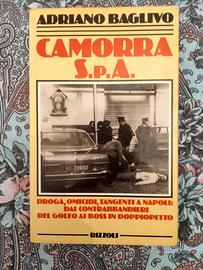 ADRIANO BAGLIVO
CAMORRA
S.p.A.
DROGA, OMICIDI, TANGENTI A NAPOLI:
DAI CONTRABBANDIERI
DEL GOLFO AI BOSS IN DOPPIOPETTO
RIZZOLI